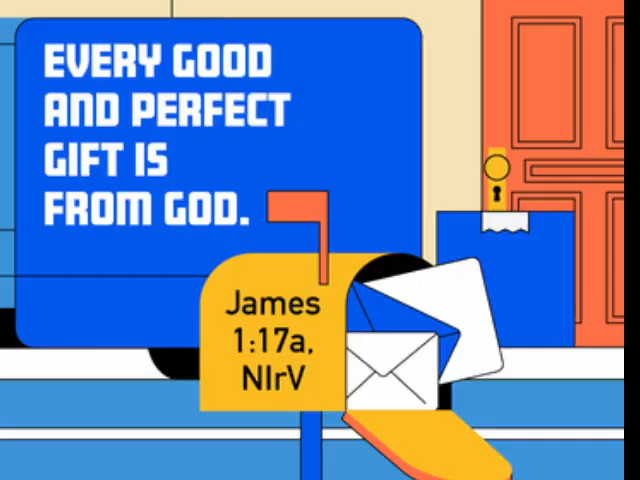 EVERY GOOD
AND PERFECT
GIFT IS
FROM GOD.
James
1:17a,
NIrV